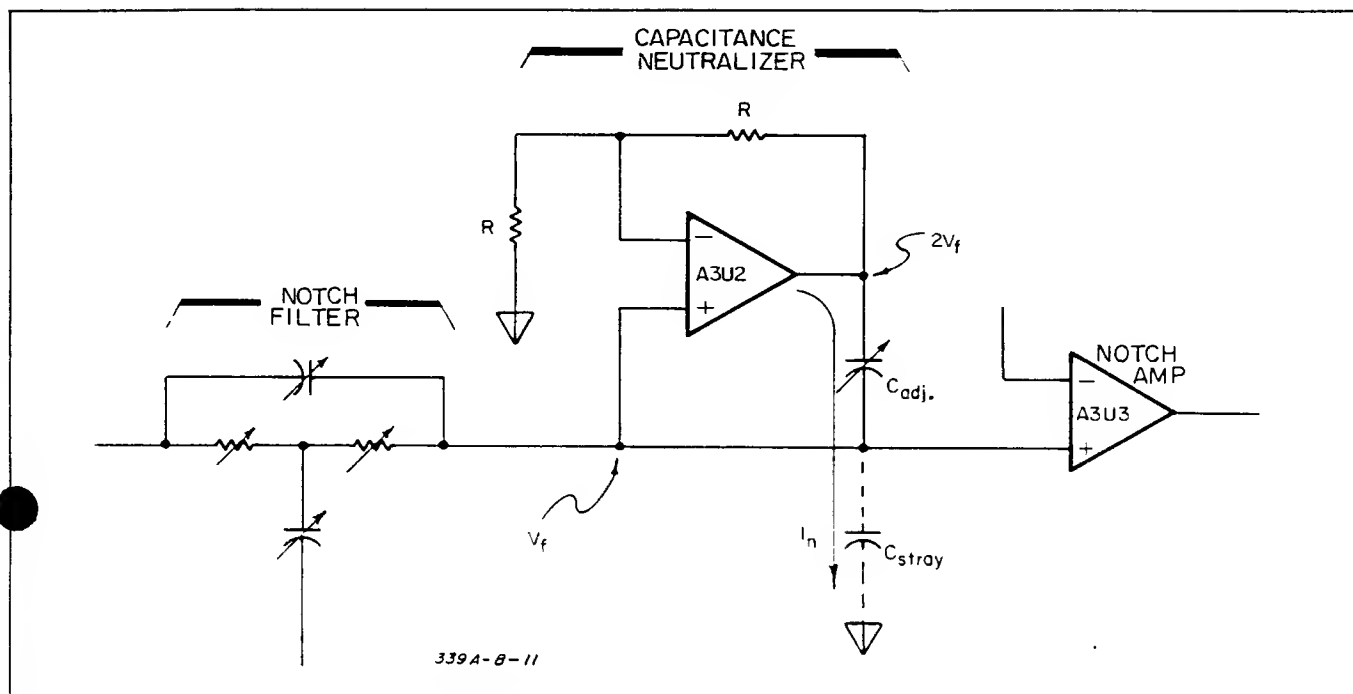 CAPACITANCE
NEUTRALIZER
R
R
−
A3U2
+
2Vf
NOTCH
FILTER
Cadj.
NOTCH
AMP
−
A3U3
+
Vf
In
Cstray
339A-8-11